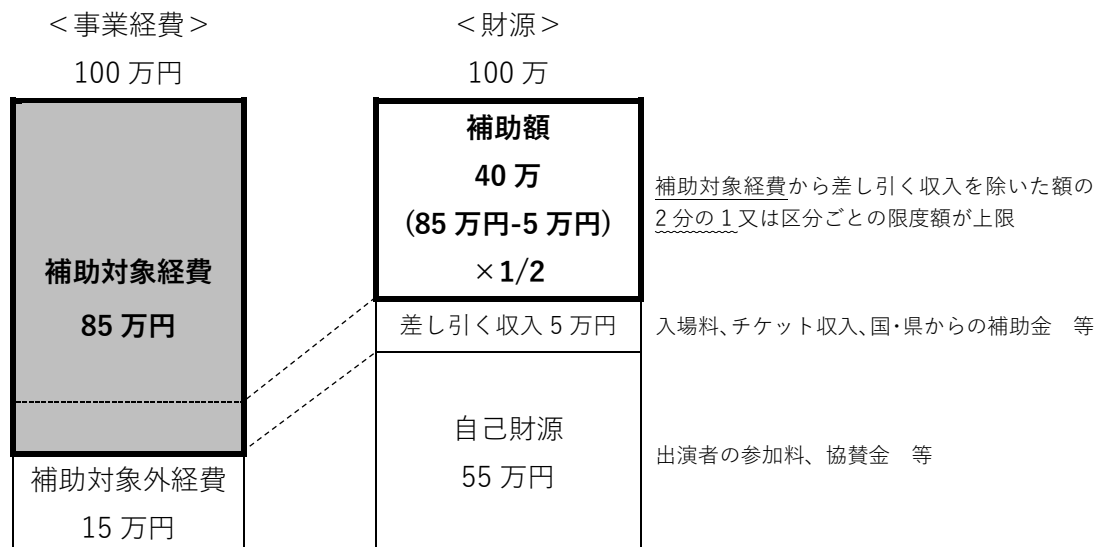 ＜事業経費＞
100 万円
補助対象経費
85 万円
補助対象外経費
15 万円
＜財源＞
100 万
補助額
40 万
(85 万円-5 万円)
×1/2
差し引く収入 5 万円
自己財源
55 万円
補助対象経費から差し引く収入を除いた額の
2 分の 1 又は区分ごとの限度額が上限
入場料、チケット収入、国・県からの補助金　等
出演者の参加料、協賛金　等